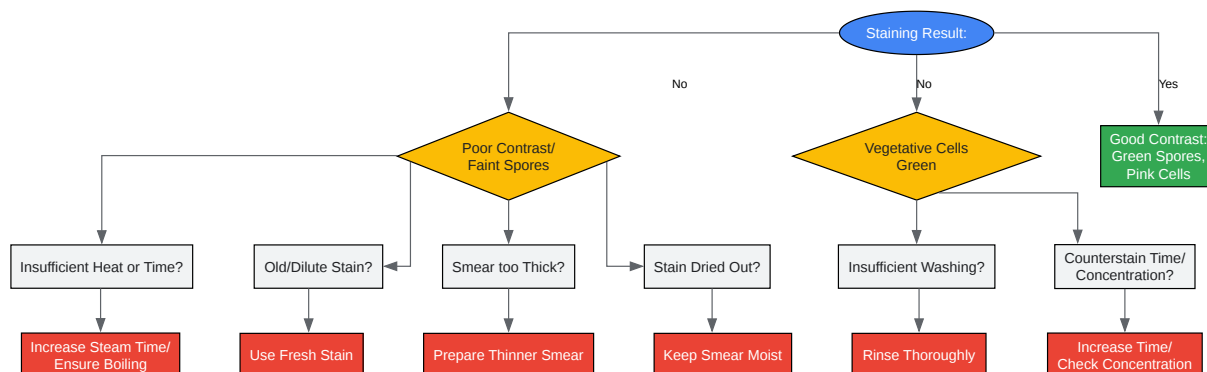 Staining Result:
No
No
Yes
Poor Contrast/
Faint Spores
Vegetative Cells
Green
Good Contrast:
Green Spores,
Pink Cells
Insufficient Heat or Time?
Old/Dilute Stain?
Smear too Thick?
Stain Dried Out?
Insufficient Washing?
Counterstain Time/
Concentration?
Increase Steam Time/
Ensure Boiling
Use Fresh Stain
Prepare Thinner Smear
Keep Smear Moist
Rinse Thoroughly
Increase Time/
Check Concentration